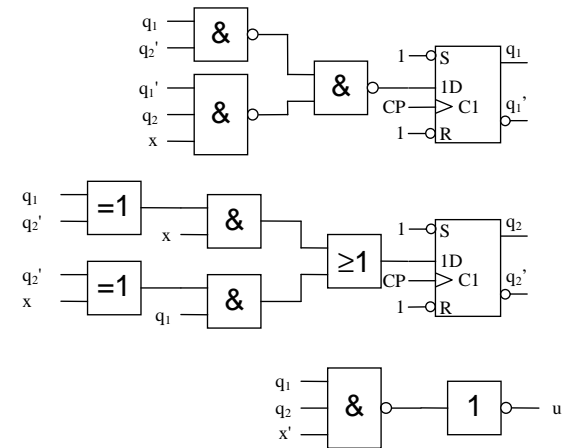 q₁
q₂'
&
q₁'
q₂
x
&
&
1
S
q₁
1D
CP
C1
q₁’
1
R
q₁
q₂'
=1
x
&
q₂'
x
=1
q₁
&
≥1
1
S
q₂
1D
CP
C1
q₂’
1
R
q₁
q₂
x'
&
1
u